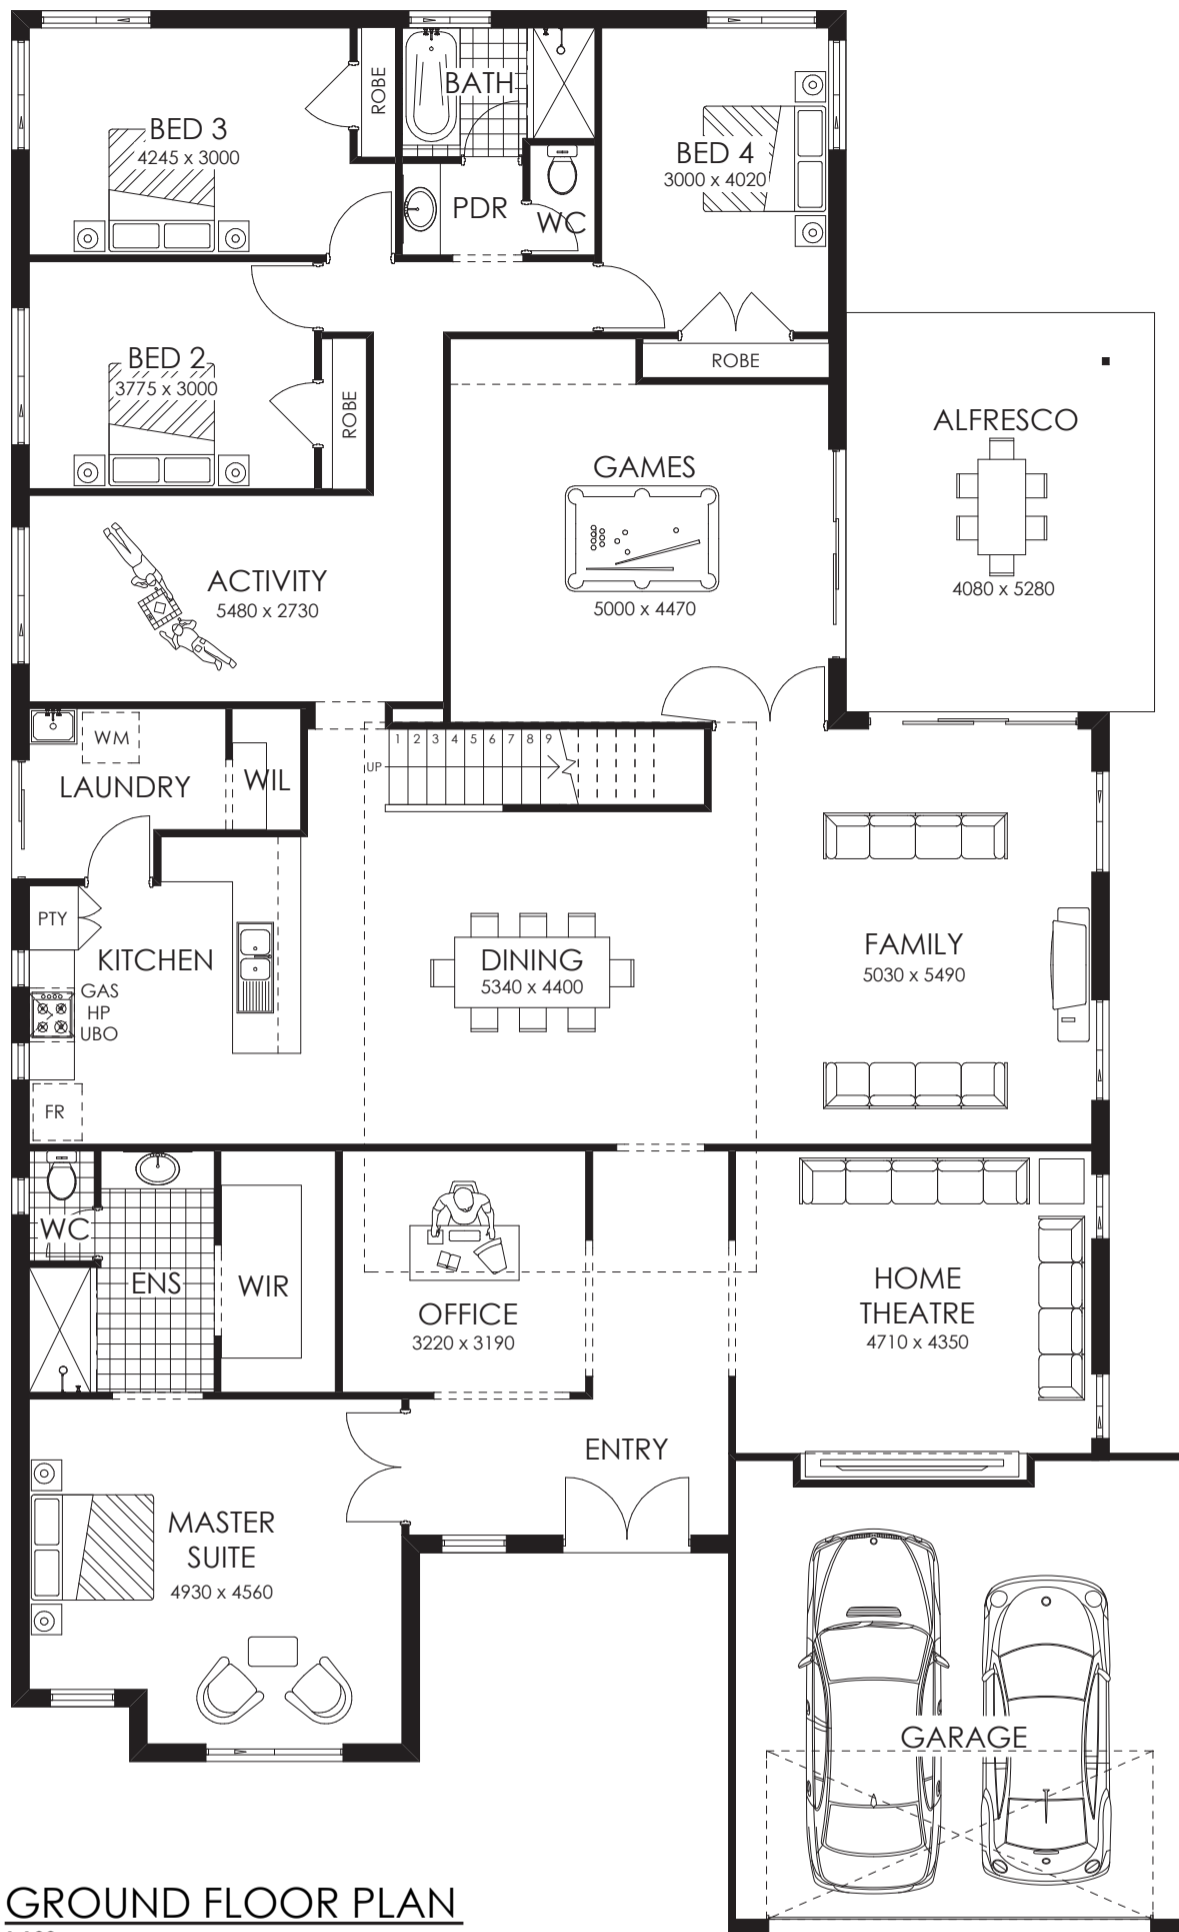 BED 3
4245 x 3000
ROBE
BATH
PDR
WC
BED 4
3000 x 4020
BED 2
3775 x 3000
ROBE
ROBE
GAMES
5000 x 4470
ALFRESCO
4080 x 5280
ACTIVITY
5480 x 2730
WM
LAUNDRY
WIL
UP
1 2 3 4 5 6 7 8 9
PTY
KITCHEN
GAS
HP
UBO
FR
DINING
5340 x 4400
FAMILY
5030 x 5490
WC
ENS
WIR
OFFICE
3220 x 3190
HOME
THEATRE
4710 x 4350
ENTRY
MASTER
SUITE
4930 x 4560
GARAGE
GROUND FLOOR PLAN